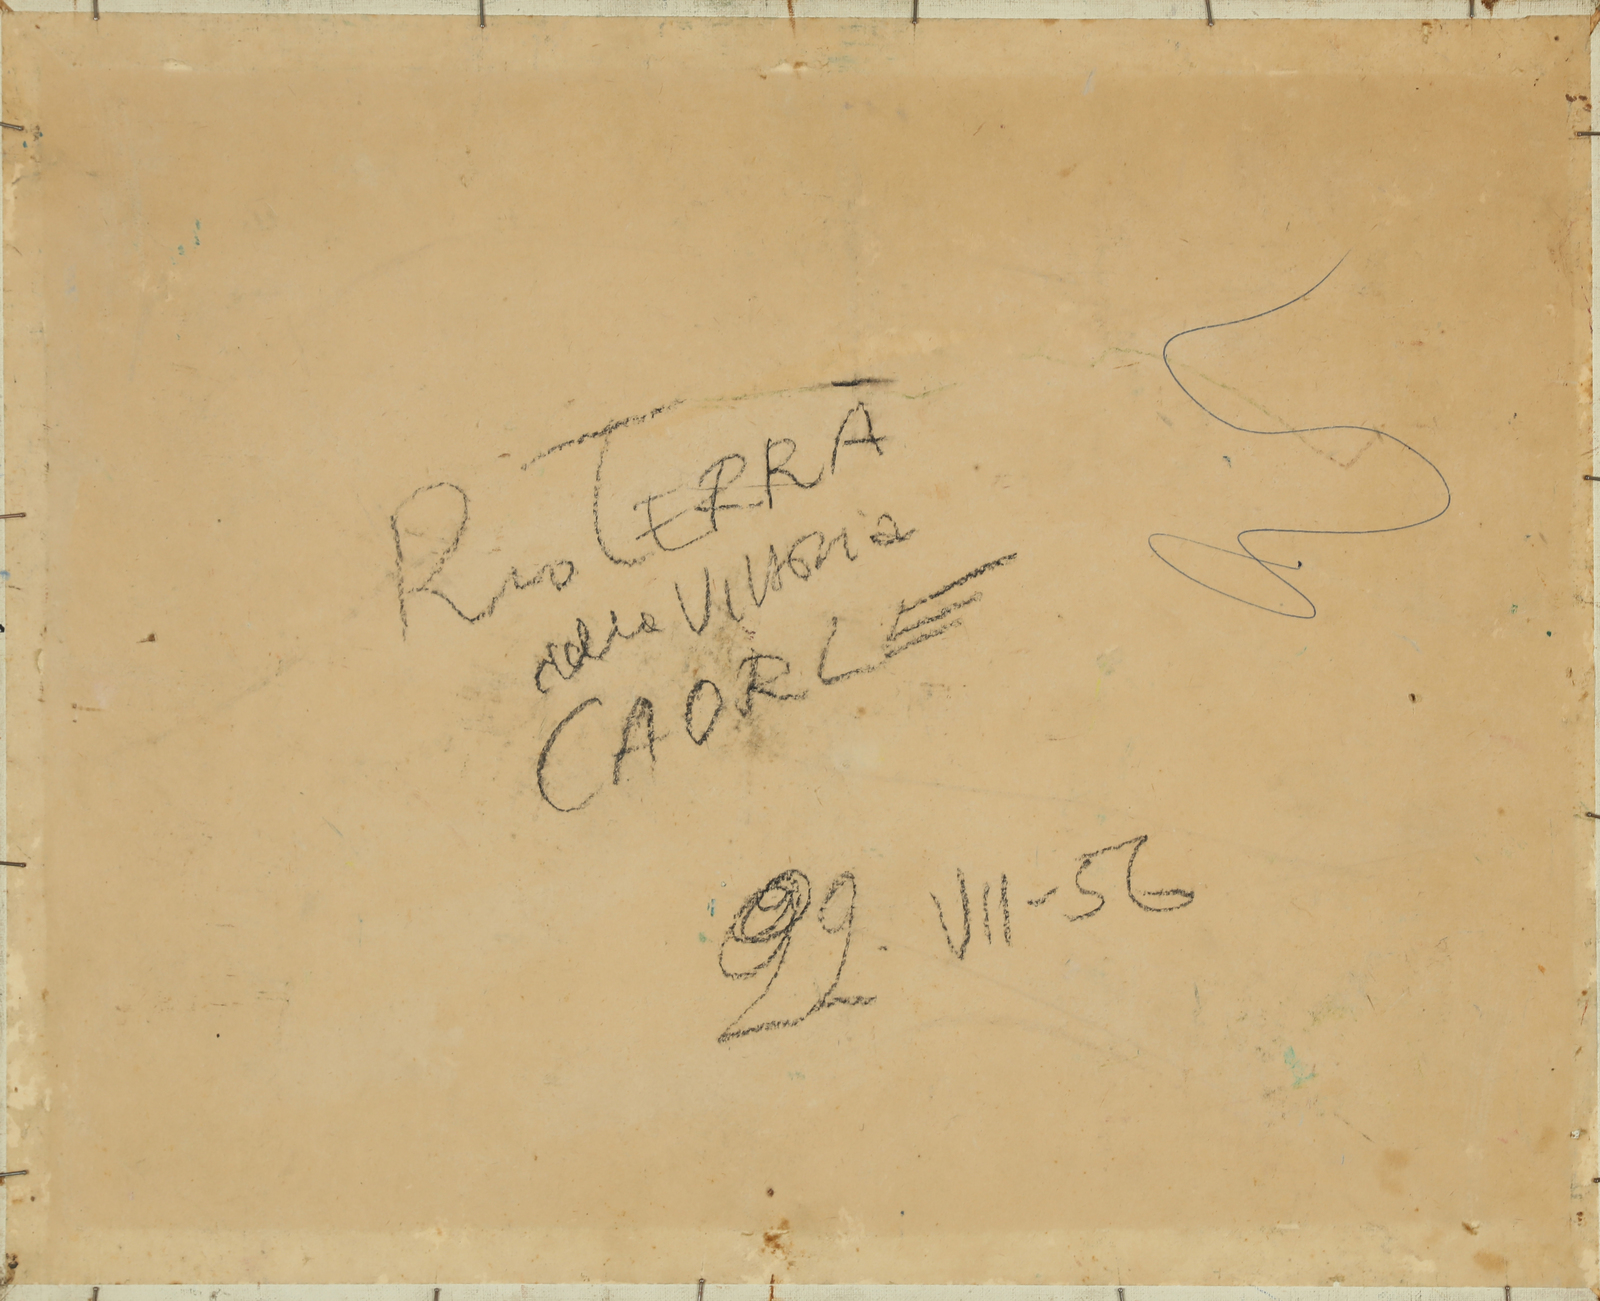 Rio TERRA
della Vittoria
CAORLE
22. VII-56